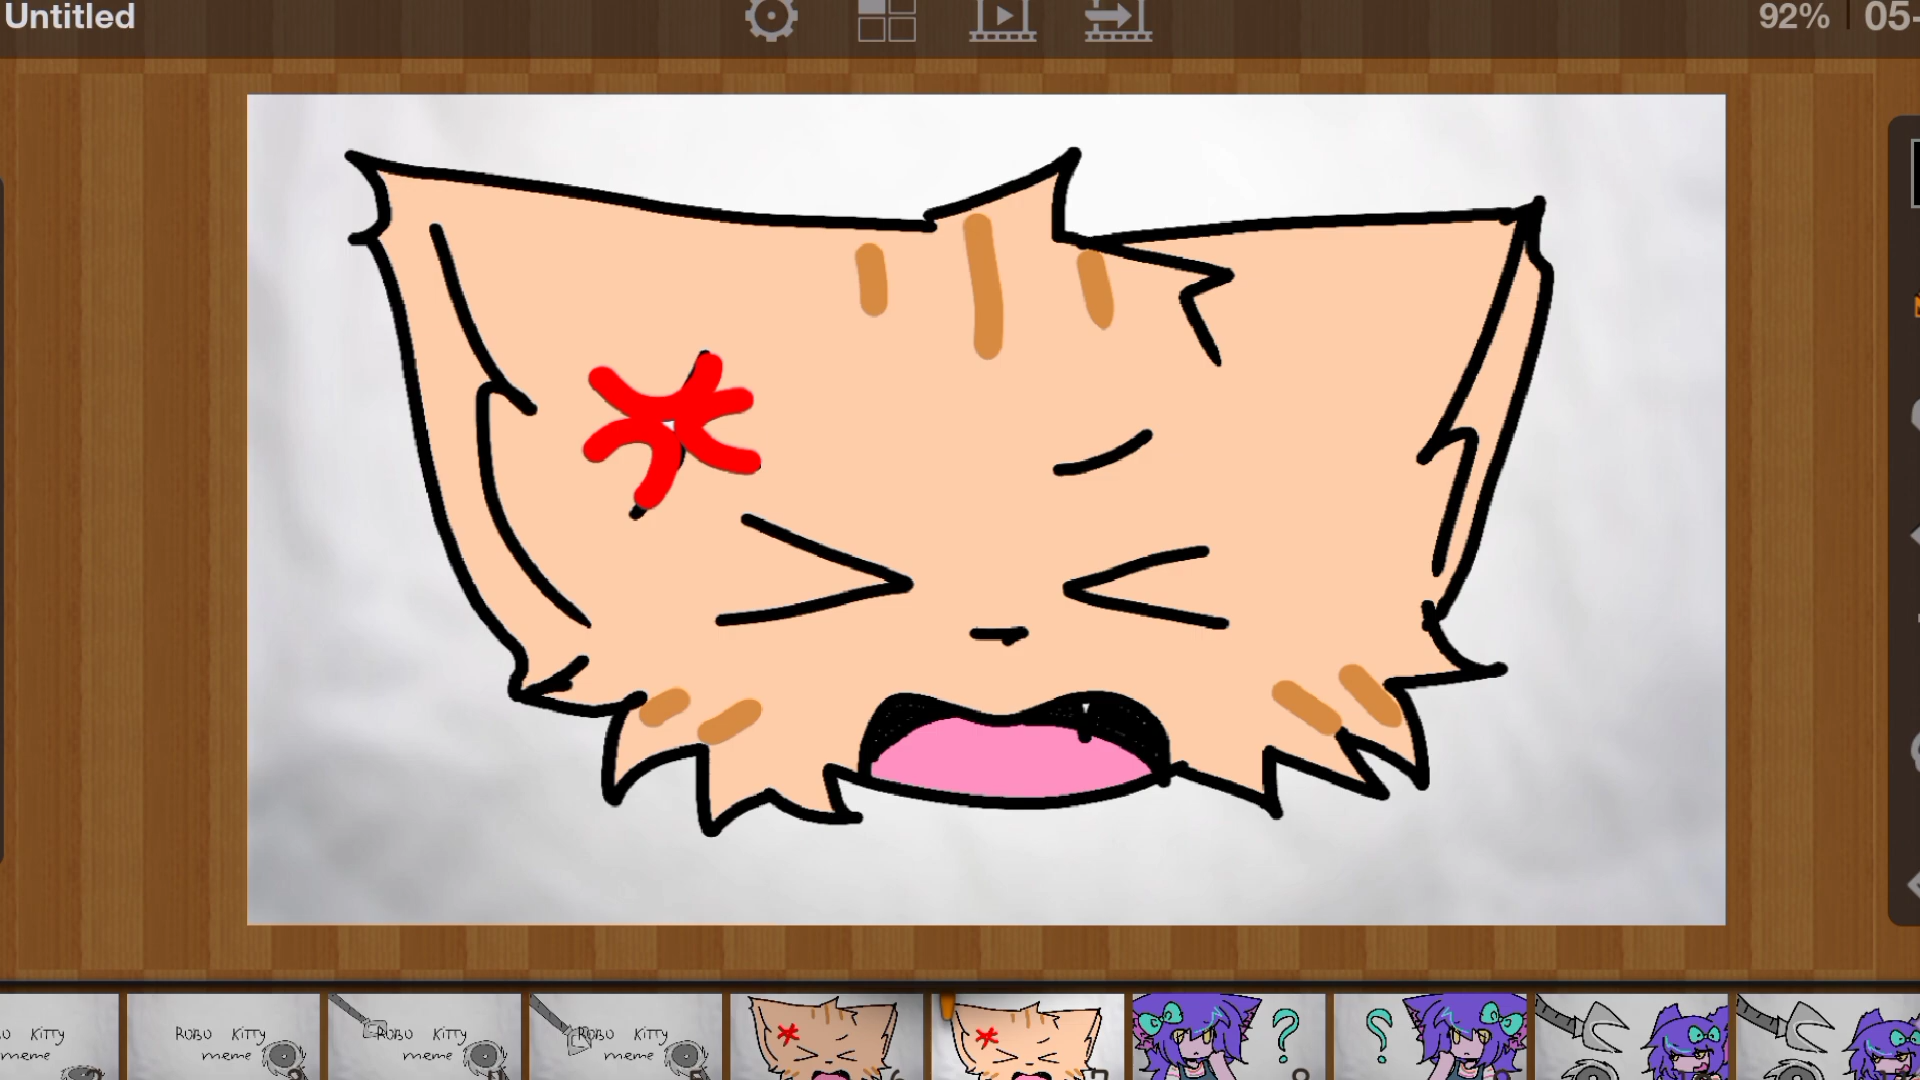 Untitled
92%
05-
KITTY
meme
ROBO KITTY
meme
ROBO KITTY
meme
ROBO KITTY
meme
?
?